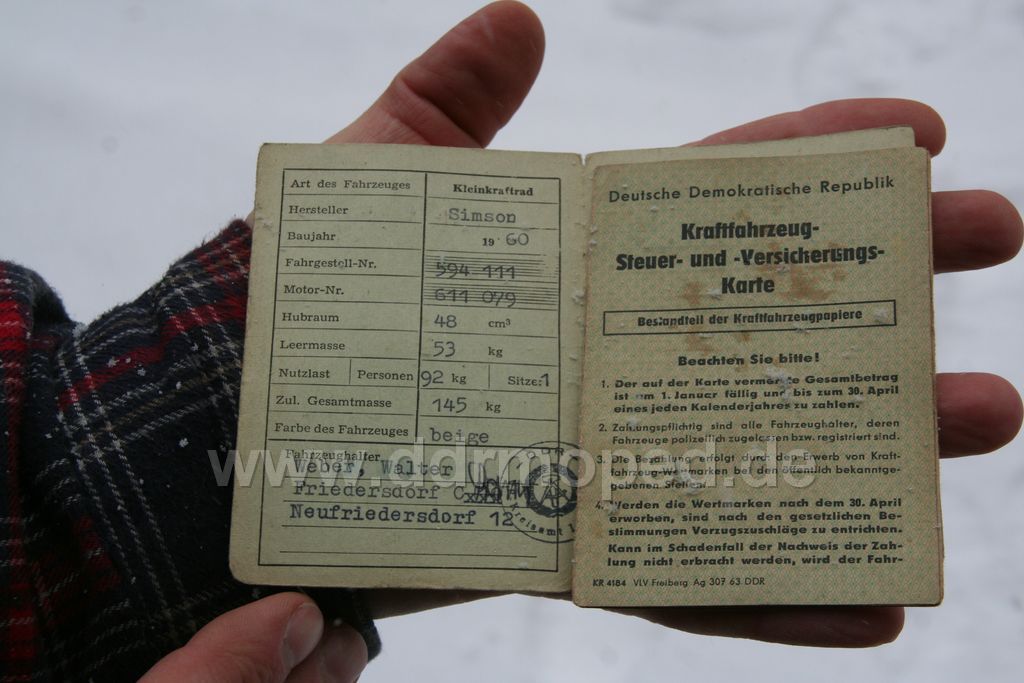 Art des Fahrzeuges Kleinkraftrad
Hersteller Simson
Baujahr 19 60
Fahrgestell-Nr. 594 111
Motor-Nr. 611 079
Hubraum 48 cm³
Leermasse 53 kg
Nutzlast Personen 92 kg Sitze: 1
Zul. Gesamtmasse 145 kg
Farbe des Fahrzeuges beige
Fahrzeughalter
Weber, Walter
Friedersdorf
Neufriedersdorf 12
Deutsche Demokratische Republik
Kraftfahrzeug-
Steuer- und -Versicherungs-
Karte
Bestandteil der Kraftfahrzeugpapiere
Beachten Sie bitte!
1. Der auf der Karte vermerkte Gesamtbetrag
ist am 1. Januar fällig und bis zum 30. April
eines jeden Kalenderjahres zu zahlen.
2. Zahlungspflichtig sind alle Fahrzeughalter, deren
Fahrzeuge polizeilich zugelassen bzw. registriert sind.
3. Die Bezahlung erfolgt durch den Erwerb von Kraft-
fahrzeug-Wertmarken bei den öffentlich bekanntge-
gebenen Stellen.
4. Werden die Wertmarken nach dem 30. April
erworben, sind nach den gesetzlichen Be-
stimmungen Verzugszuschläge zu entrichten.
Kann im Schadenfall der Nachweis der Zah-
lung nicht erbracht werden, wird der Fahr-
KR 4184 VLV Freiberg Ag 307 63 DDR
www.ddrmoped.de